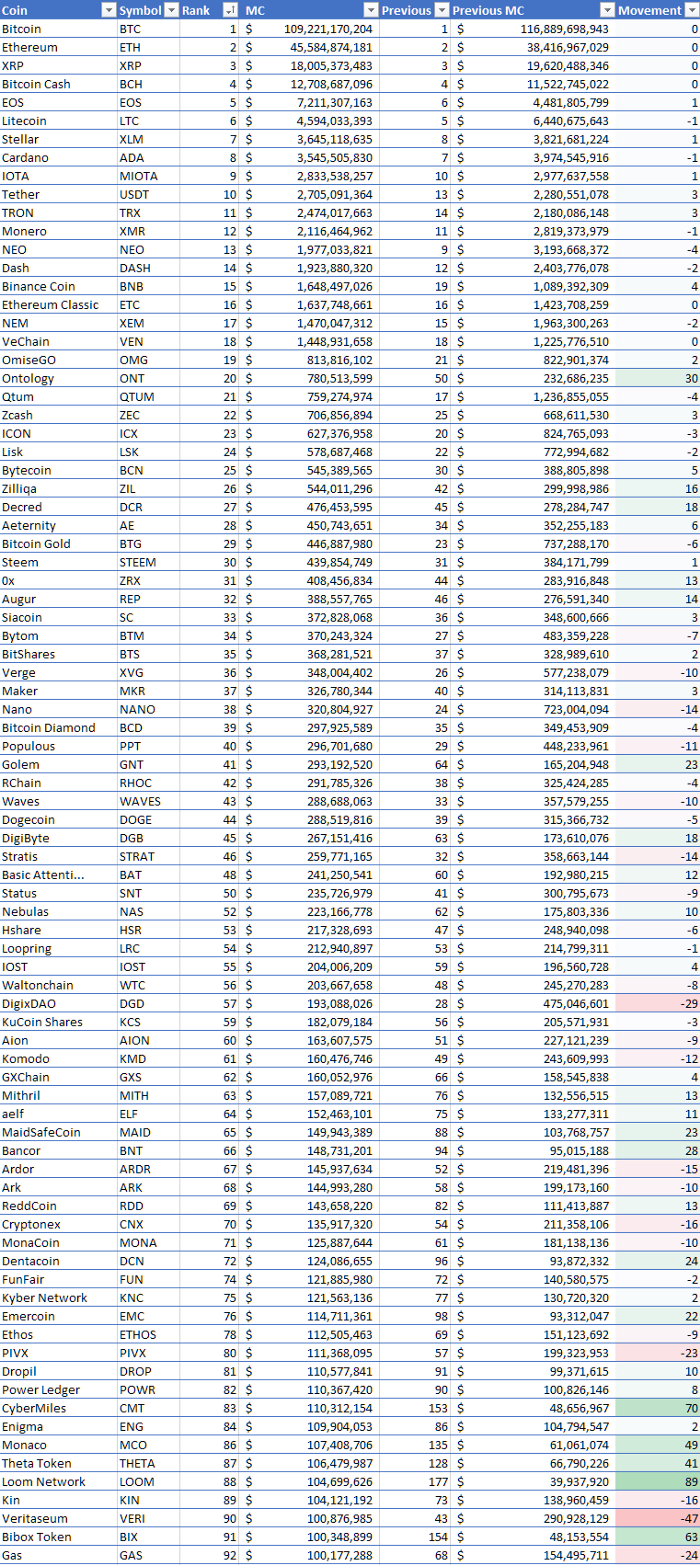 Coin Symbol Rank MC Previous Previous MC Movement
Bitcoin BTC 1 $ 109,221,170,204 1 $ 116,889,698,943 0
Ethereum ETH 2 $ 45,584,874,181 2 $ 38,416,967,029 0
XRP XRP 3 $ 18,005,373,483 3 $ 19,620,488,346 0
Bitcoin Cash BCH 4 $ 12,708,687,096 4 $ 11,522,745,022 0
EOS EOS 5 $ 7,211,307,163 6 $ 4,481,805,799 1
Litecoin LTC 6 $ 4,594,033,393 5 $ 6,440,675,643 -1
Stellar XLM 7 $ 3,645,118,635 8 $ 3,821,681,224 1
Cardano ADA 8 $ 3,545,505,830 7 $ 3,974,545,916 -1
IOTA MIOTA 9 $ 2,833,538,257 10 $ 2,977,637,558 1
Tether USDT 10 $ 2,705,091,364 13 $ 2,280,551,078 3
TRON TRX 11 $ 2,474,017,663 14 $ 2,180,086,148 3
Monero XMR 12 $ 2,116,464,962 11 $ 2,819,373,979 -1
NEO NEO 13 $ 1,977,033,821 9 $ 3,193,668,372 -4
Dash DASH 14 $ 1,923,880,320 12 $ 2,403,776,078 -2
Binance Coin BNB 15 $ 1,648,497,026 19 $ 1,089,392,309 4
Ethereum Classic ETC 16 $ 1,637,748,661 16 $ 1,423,708,259 0
NEM XEM 17 $ 1,470,047,312 15 $ 1,963,300,263 -2
VeChain VEN 18 $ 1,448,931,658 18 $ 1,225,776,510 0
OmiseGO OMG 19 $ 813,816,102 21 $ 822,901,374 2
Ontology ONT 20 $ 780,513,599 50 $ 232,686,235 30
Qtum QTUM 21 $ 759,274,974 17 $ 1,236,855,055 -4
Zcash ZEC 22 $ 706,856,894 25 $ 668,611,530 3
ICON ICX 23 $ 627,376,958 20 $ 824,765,093 -3
Lisk LSK 24 $ 578,687,468 22 $ 772,994,682 -2
Bytecoin BCN 25 $ 545,389,565 30 $ 388,805,898 5
Zilliqa ZIL 26 $ 544,011,296 42 $ 299,998,986 16
Decred DCR 27 $ 476,453,595 45 $ 278,284,747 18
Aeternity AE 28 $ 450,743,651 34 $ 352,255,183 6
Bitcoin Gold BTG 29 $ 446,887,980 23 $ 737,288,170 -6
Steem STEEM 30 $ 439,854,749 31 $ 384,171,799 1
0x ZRX 31 $ 408,456,834 44 $ 283,916,848 13
Augur REP 32 $ 388,557,765 46 $ 276,591,340 14
Siacoin SC 33 $ 372,828,068 36 $ 348,600,666 3
Bytom BTM 34 $ 370,243,324 27 $ 483,359,228 -7
BitShares BTS 35 $ 368,281,521 37 $ 328,989,610 2
Verge XVG 36 $ 348,004,402 26 $ 577,238,079 -10
Maker MKR 37 $ 326,780,344 40 $ 314,113,831 3
Nano NANO 38 $ 320,804,927 24 $ 723,004,094 -14
Bitcoin Diamond BCD 39 $ 297,925,589 35 $ 349,453,909 -4
Populous PPT 40 $ 296,701,680 29 $ 448,233,961 -11
Golem GNT 41 $ 293,192,520 64 $ 165,204,948 23
RChain RHOC 42 $ 291,785,326 38 $ 325,424,285 -4
Waves WAVES 43 $ 288,688,063 33 $ 357,579,255 -10
Dogecoin DOGE 44 $ 288,519,816 39 $ 315,366,732 -5
DigiByte DGB 45 $ 267,151,416 63 $ 173,610,076 18
Stratis STRAT 46 $ 259,771,165 32 $ 358,663,144 -14
Basic Attenti... BAT 48 $ 241,250,541 60 $ 192,980,215 12
Status SNT 50 $ 235,726,979 41 $ 300,795,673 -9
Nebulas NAS 52 $ 223,166,778 62 $ 175,803,336 10
Hshare HSR 53 $ 217,328,693 47 $ 248,940,098 -6
Loopring LRC 54 $ 212,940,897 53 $ 214,799,311 -1
IOST IOST 55 $ 204,006,209 59 $ 196,560,728 4
Waltonchain WTC 56 $ 203,667,658 48 $ 245,270,283 -8
DigixDAO DGD 57 $ 193,088,026 28 $ 475,046,601 -29
KuCoin Shares KCS 59 $ 182,079,184 56 $ 205,571,931 -3
Aion AION 60 $ 163,607,575 51 $ 227,121,239 -9
Komodo KMD 61 $ 160,476,746 49 $ 243,609,993 -12
GXChain GXS 62 $ 160,052,976 66 $ 158,545,838 4
Mithril MITH 63 $ 157,089,721 76 $ 132,556,515 13
aelf ELF 64 $ 152,463,101 75 $ 133,277,311 11
MaidSafeCoin MAID 65 $ 149,943,389 88 $ 103,768,757 23
Bancor BNT 66 $ 148,731,201 94 $ 95,015,188 28
Ardor ARDR 67 $ 145,937,634 52 $ 219,481,396 -15
Ark ARK 68 $ 144,993,280 58 $ 199,173,160 -10
ReddCoin RDD 69 $ 143,658,220 82 $ 111,413,887 13
Cryptonex CNX 70 $ 135,917,320 54 $ 211,358,106 -16
MonaCoin MONA 71 $ 125,887,644 61 $ 181,138,136 -10
Dentacoin DCN 72 $ 124,086,655 96 $ 93,872,332 24
FunFair FUN 74 $ 121,885,980 72 $ 140,580,575 -2
Kyber Network KNC 75 $ 121,563,136 77 $ 130,720,320 2
Emercoin EMC 76 $ 114,711,361 98 $ 93,312,047 22
Ethos ETHOS 78 $ 112,505,463 69 $ 151,123,692 -9
PIVX PIVX 80 $ 111,368,095 57 $ 199,323,953 -23
Dropil DROP 81 $ 110,577,841 91 $ 99,371,615 10
Power Ledger POWR 82 $ 110,367,420 90 $ 100,826,146 8
CyberMiles CMT 83 $ 110,312,154 153 $ 48,656,967 70
Enigma ENG 84 $ 109,904,053 86 $ 104,794,547 2
Monaco MCO 86 $ 107,408,706 135 $ 61,061,074 49
Theta Token THETA 87 $ 106,479,987 128 $ 66,790,226 41
Loom Network LOOM 88 $ 104,699,626 177 $ 39,937,920 89
Kin KIN 89 $ 104,121,192 73 $ 138,960,459 -16
Veritaseum VERI 90 $ 100,876,985 43 $ 290,928,129 -47
Bibox Token BIX 91 $ 100,348,899 154 $ 48,153,554 63
Gas GAS 92 $ 100,177,288 68 $ 154,495,711 -24